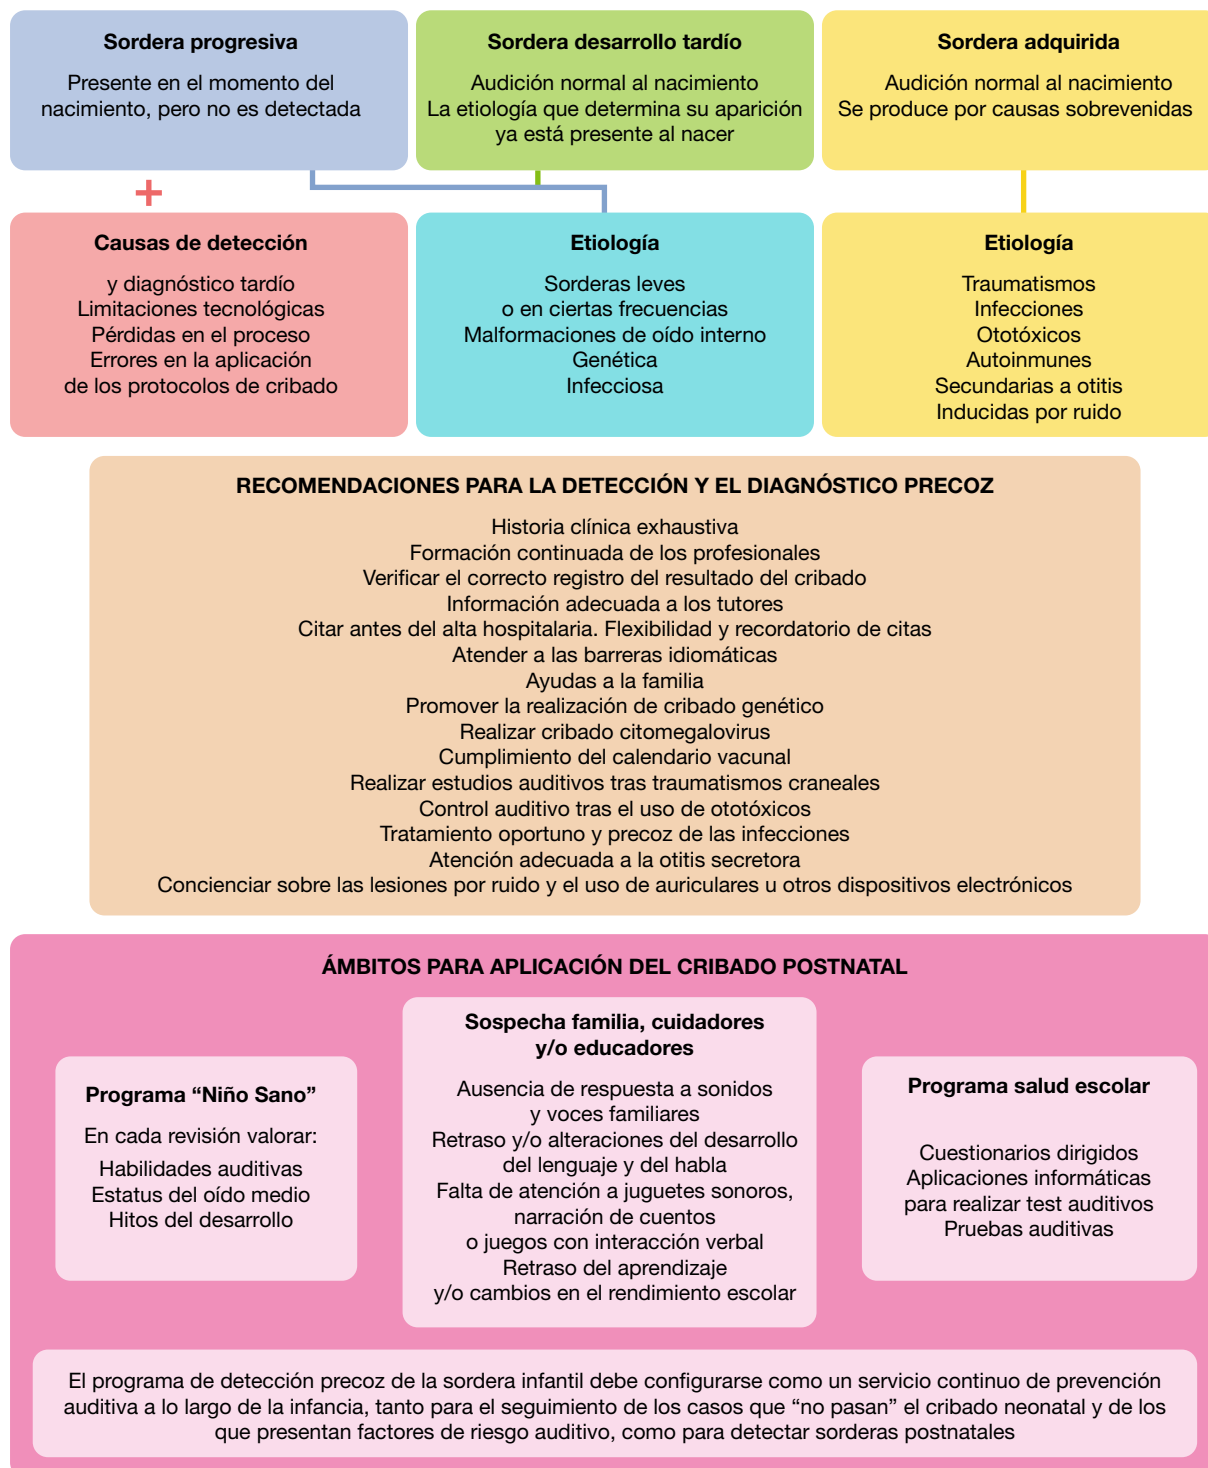 Sordera progresiva
Presente en el momento del
nacimiento, pero no es detectada
Sordera desarrollo tardío
Audición normal al nacimiento
La etiología que determina su aparición
ya está presente al nacer
Sordera adquirida
Audición normal al nacimiento
Se produce por causas sobrevenidas
+
Causas de detección
y diagnóstico tardío
Limitaciones tecnológicas
Pérdidas en el proceso
Errores en la aplicación
de los protocolos de cribado
Etiología
Sorderas leves
o en ciertas frecuencias
Malformaciones de oído interno
Genética
Infecciosa
Etiología
Traumatismos
Infecciones
Ototóxicos
Autoinmunes
Secundarias a otitis
Inducidas por ruido
RECOMENDACIONES PARA LA DETECCIÓN Y EL DIAGNÓSTICO PRECOZ
Historia clínica exhaustiva
Formación continuada de los profesionales
Verificar el correcto registro del resultado del cribado
Información adecuada a los tutores
Citar antes del alta hospitalaria. Flexibilidad y recordatorio de citas
Atender a las barreras idiomáticas
Ayudas a la familia
Promover la realización de cribado genético
Realizar cribado citomegalovirus
Cumplimiento del calendario vacunal
Realizar estudios auditivos tras traumatismos craneales
Control auditivo tras el uso de ototóxicos
Tratamiento oportuno y precoz de las infecciones
Atención adecuada a la otitis secretora
Concienciar sobre las lesiones por ruido y el uso de auriculares u otros dispositivos electrónicos
ÁMBITOS PARA APLICACIÓN DEL CRIBADO POSTNATAL
Programa “Niño Sano”
En cada revisión valorar:
Habilidades auditivas
Estatus del oído medio
Hitos del desarrollo
Sospecha familia, cuidadores
y/o educadores
Ausencia de respuesta a sonidos
y voces familiares
Retraso y/o alteraciones del desarrollo
del lenguaje y del habla
Falta de atención a juguetes sonoros,
narración de cuentos
o juegos con interacción verbal
Retraso del aprendizaje
y/o cambios en el rendimiento escolar
Programa salud escolar
Cuestionarios dirigidos
Aplicaciones informáticas
para realizar test auditivos
Pruebas auditivas
El programa de detección precoz de la sordera infantil debe configurarse como un servicio continuo de prevención
auditiva a lo largo de la infancia, tanto para el seguimiento de los casos que “no pasan” el cribado neonatal y de los
que presentan factores de riesgo auditivo, como para detectar sorderas postnatales